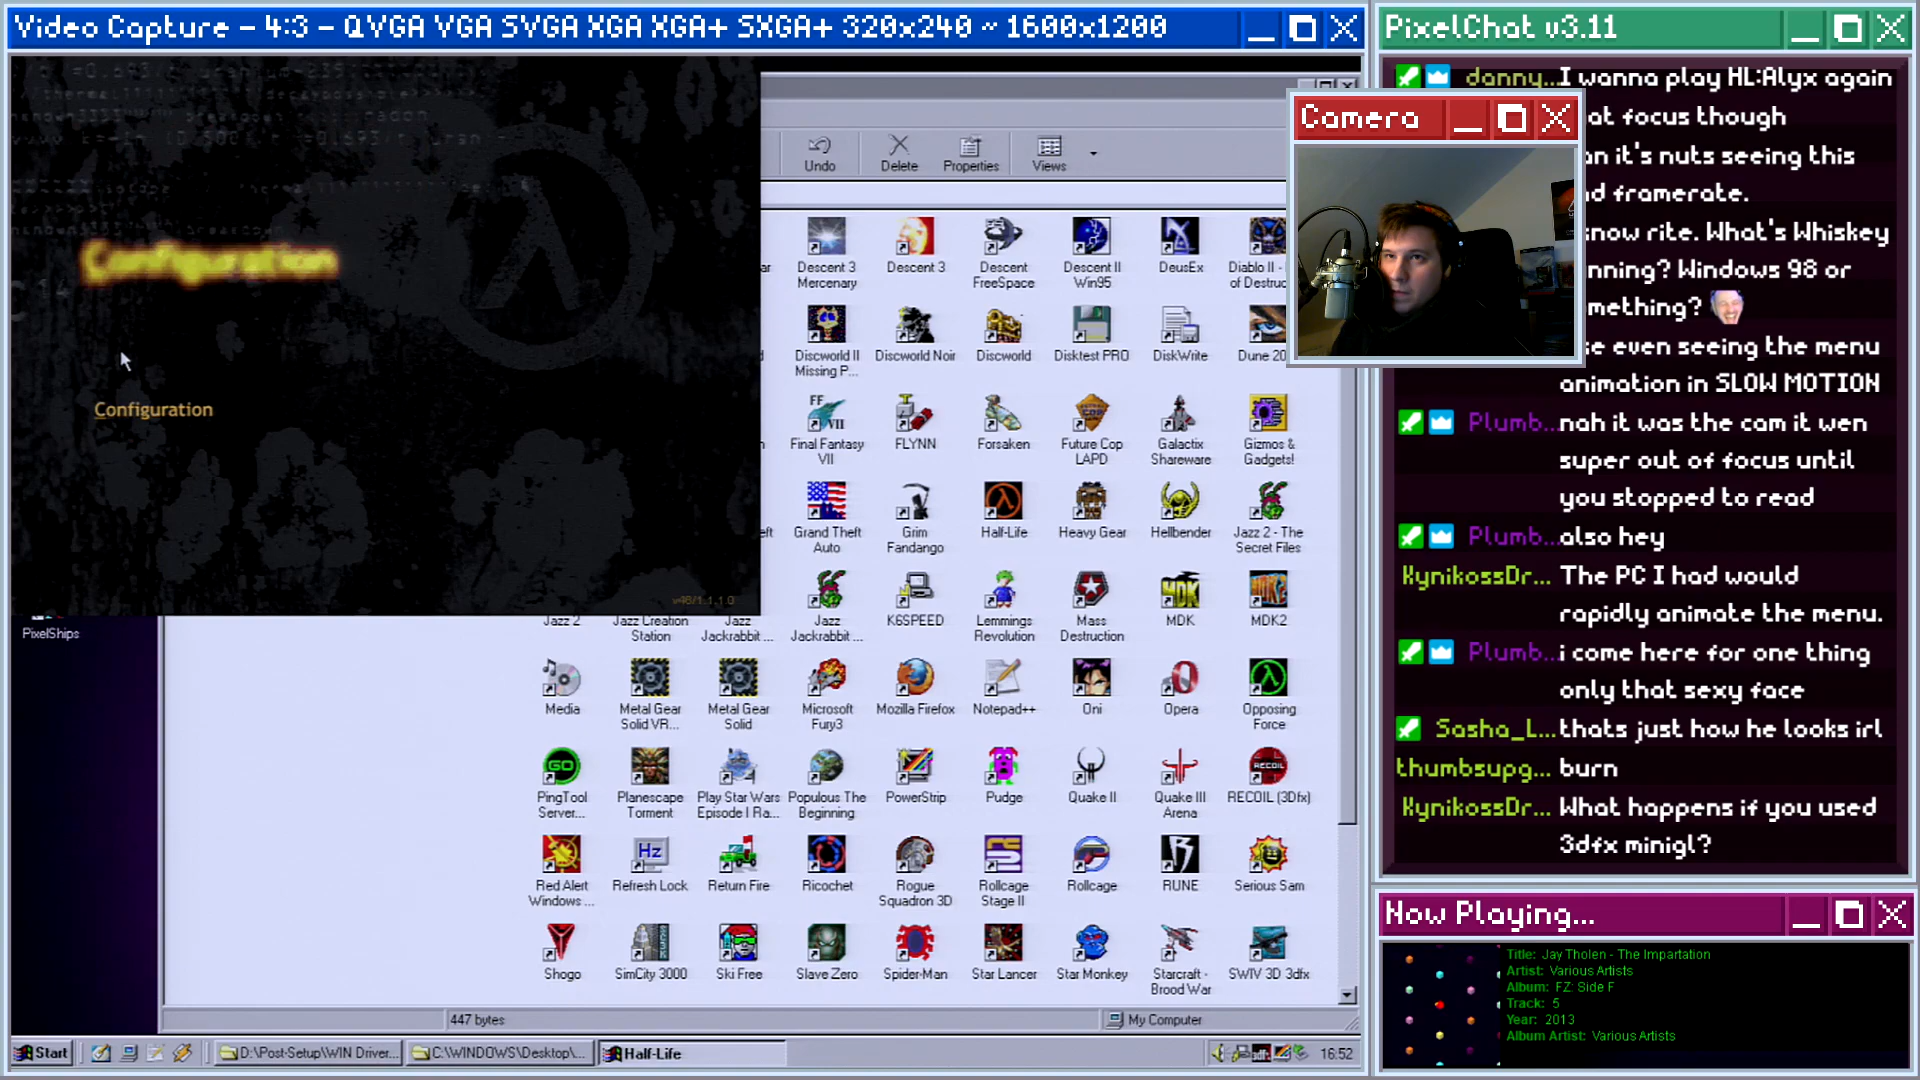 Video Capture - 4:3 - QVGA VGA SVGA XGA XGA+ SXGA+ 320x240 ~ 1600x1200
Configuration
Configuration
Undo
Delete
Properties
Views
Descent 3 Mercenary
Descent 3
Descent FreeSpace
Descent II Win95
DeusEx
Diablo II - of Destruc
Discworld II Missing P...
Discworld Noir
Discworld
Disktest PRO
DiskWrite
Dune 20
Final Fantasy VII
FLYNN
Forsaken
Future Cop LAPD
Galactix Shareware
Gizmos & Gadgets!
Grand Theft Auto
Grim Fandango
Half-Life
Heavy Gear
Hellbender
Jazz 2 - The Secret Files
PixelShips
Jazz 2
Jazz Creation Station
Jazz Jackrabbit ...
Jazz Jackrabbit ...
K6SPEED
Lemmings Revolution
Mass Destruction
MDK
MDK2
Media
Metal Gear Solid VR...
Metal Gear Solid
Microsoft Fury3
Mozilla Firefox
Notepad++
Oni
Opera
Opposing Force
PingTool Server...
Planescape Torment
Play Star Wars Episode I Ra...
Populous The Beginning
PowerStrip
Pudge
Quake II
Quake III Arena
RECOIL (3Dfx)
Red Alert Windows ...
Refresh Lock
Return Fire
Ricochet
Rogue Squadron 3D
Rollcage Stage II
Rollcage
RUNE
Serious Sam
Shogo
SimCity 3000
Ski Free
Slave Zero
Spider-Man
Star Lancer
Star Monkey
Starcraft - Brood War
SWIV 3D 3dfx
447 bytes
My Computer
Start
D:\Post-Setup\WIN Driver...
C:\WINDOWS\Desktop\...
Half-Life
16:52
Camera
PixelChat v3.11
danny... I wanna play HL:Alyx again
at focus though
an it's nuts seeing this
d framerate.
know rite. What's Whiskey
nning? Windows 98 or
mething?
e even seeing the menu
animation in SLOW MOTION
Plumb... nah it was the cam it wen
super out of focus until
you stopped to read
Plumb... also hey
KynikossDr... The PC I had would
rapidly animate the menu.
Plumb... i come here for one thing
only that sexy face
Sasha_L... thats just how he looks irl
thumbsupg... burn
KynikossDr... What happens if you used
3dfx minigl?
Now Playing...
Title: Jay Tholen - The Impartation
Artist: Various Artists
Album: FZ: Side F
Track: 5
Year: 2013
Album Artist: Various Artists